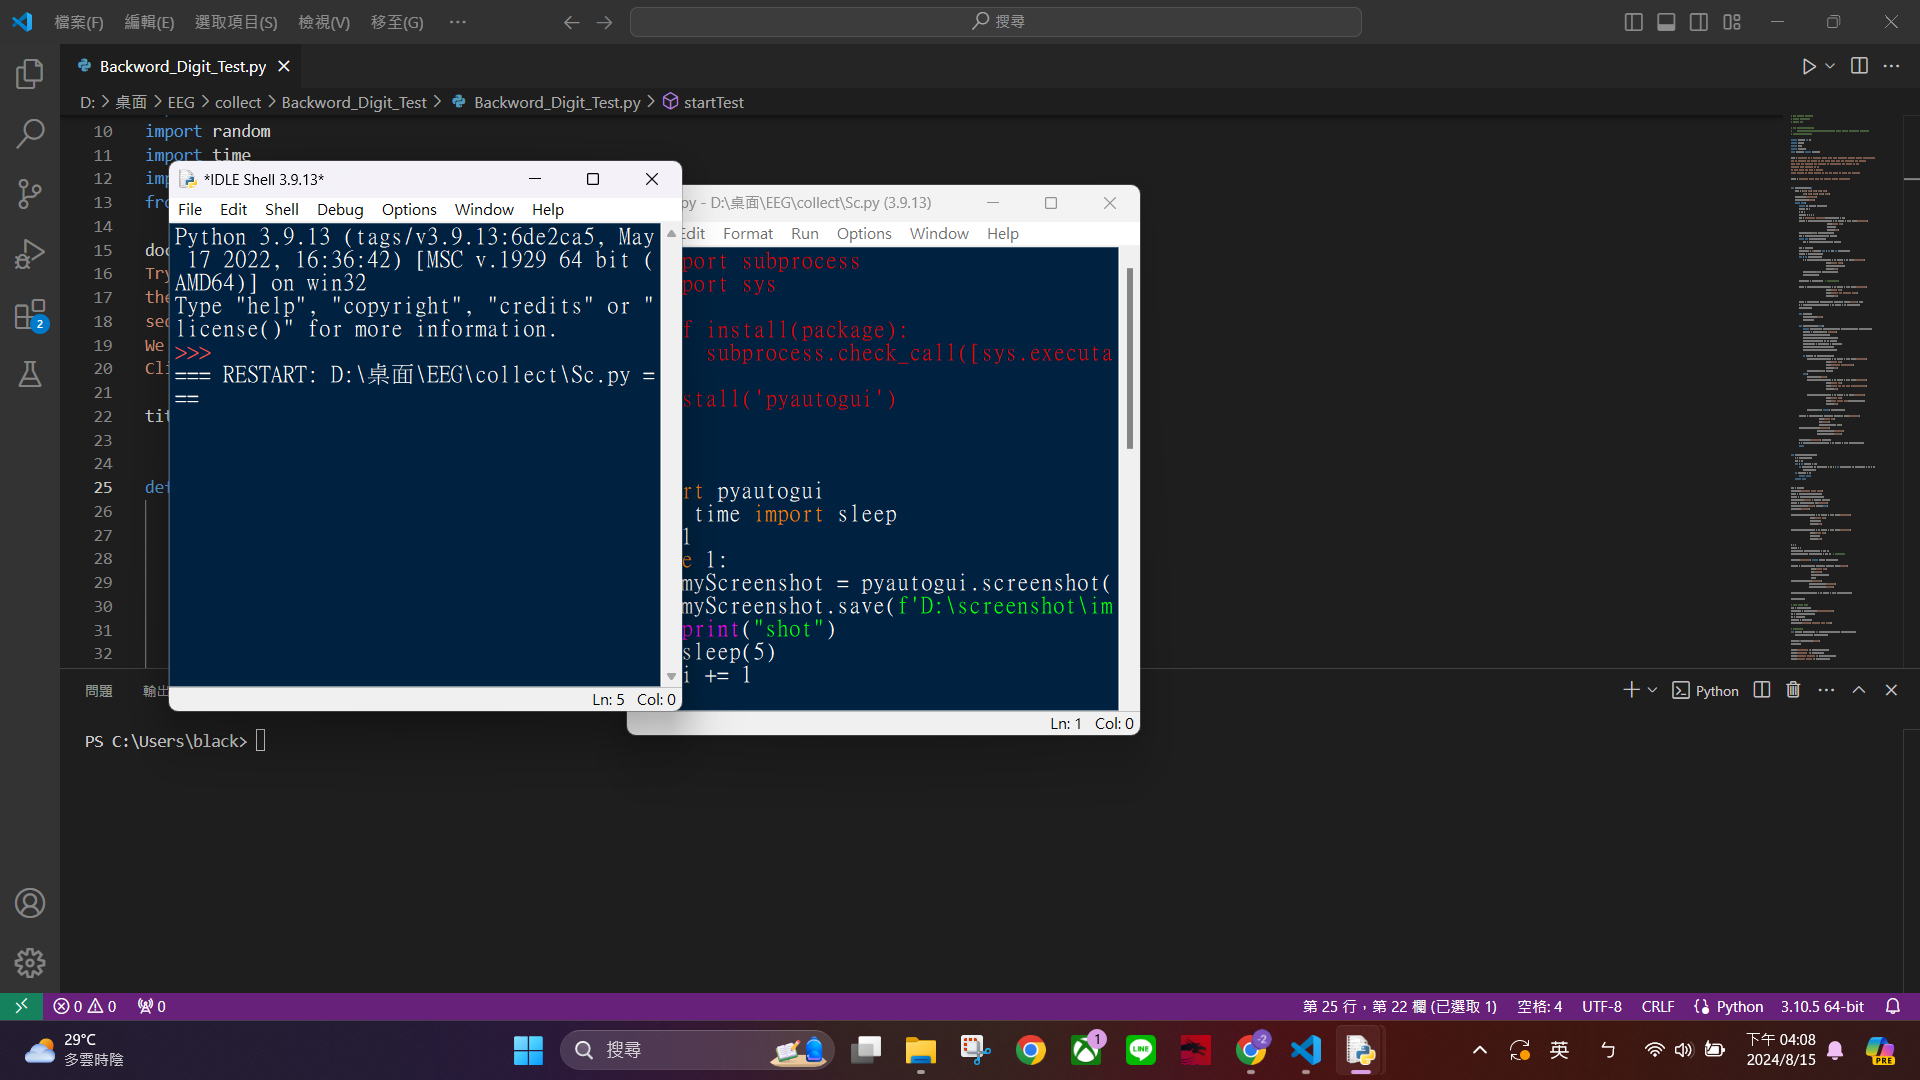 檔案(F) 編輯(E) 選取項目(S) 檢視(V) 移至(G) ··· 搜尋
Backword_Digit_Test.py
D: > 桌面 > EEG > collect > Backword_Digit_Test > Backword_Digit_Test.py > startTest
10 import random
11 import time
12
13
14
15
16
17
18
19 We
20
21
22
23
24
25
26
27
28
29
30
31
32
*IDLE Shell 3.9.13*
File Edit Shell Debug Options Window Help
Python 3.9.13 (tags/v3.9.13:6de2ca5, May
17 2022, 16:36:42) [MSC v.1929 64 bit (
AMD64)] on win32
Type "help", "copyright", "credits" or "
license()" for more information.
>>>
=== RESTART: D:\桌面\EEG\collect\Sc.py =
==
Ln: 5 Col: 0
py - D:\桌面\EEG\collect\Sc.py (3.9.13)
Edit Format Run Options Window Help
port subprocess
port sys
f install(package):
subprocess.check_call([sys.executa
stall('pyautogui')
rt pyautogui
time import sleep
1
e 1:
myScreenshot = pyautogui.screenshot(
myScreenshot.save(f'D:\screenshot\im
print("shot")
sleep(5)
i += 1
Ln: 1 Col: 0
問題 輸出
Python
PS C:\Users\black>
2
0 0 0
第 25 行，第 22 欄 (已選取 1) 空格: 4 UTF-8 CRLF Python 3.10.5 64-bit
29°C
多雲時陰
搜尋
1
LINE
-2
英 ㄅ
下午 04:08
2024/8/15
PRE